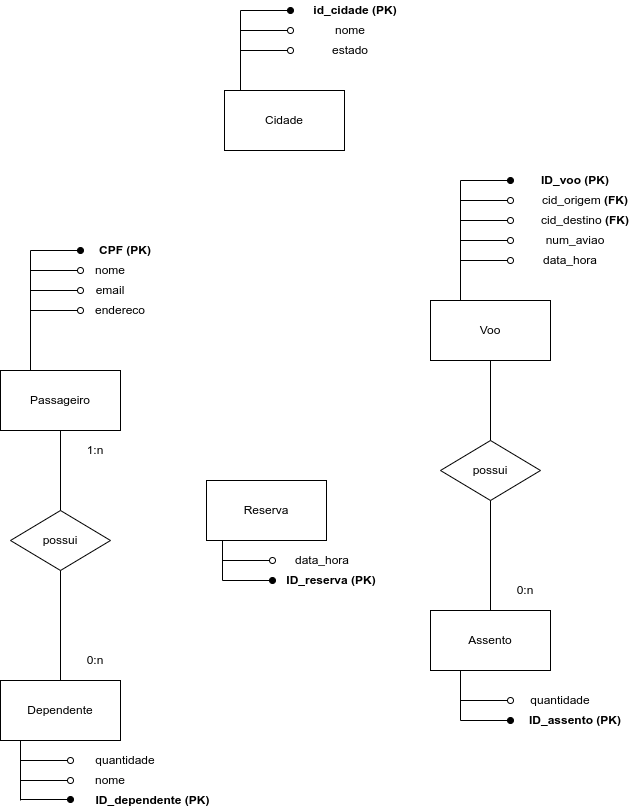 id_cidade (PK)
nome
estado
Cidade
ID_voo (PK)
cid_origem (FK)
cid_destino (FK)
num_aviao
data_hora
Voo
CPF (PK)
nome
email
endereco
Passageiro
1:n
possui
possui
Reserva
data_hora
ID_reserva (PK)
0:n
Assento
quantidade
ID_assento (PK)
0:n
Dependente
quantidade
nome
ID_dependente (PK)